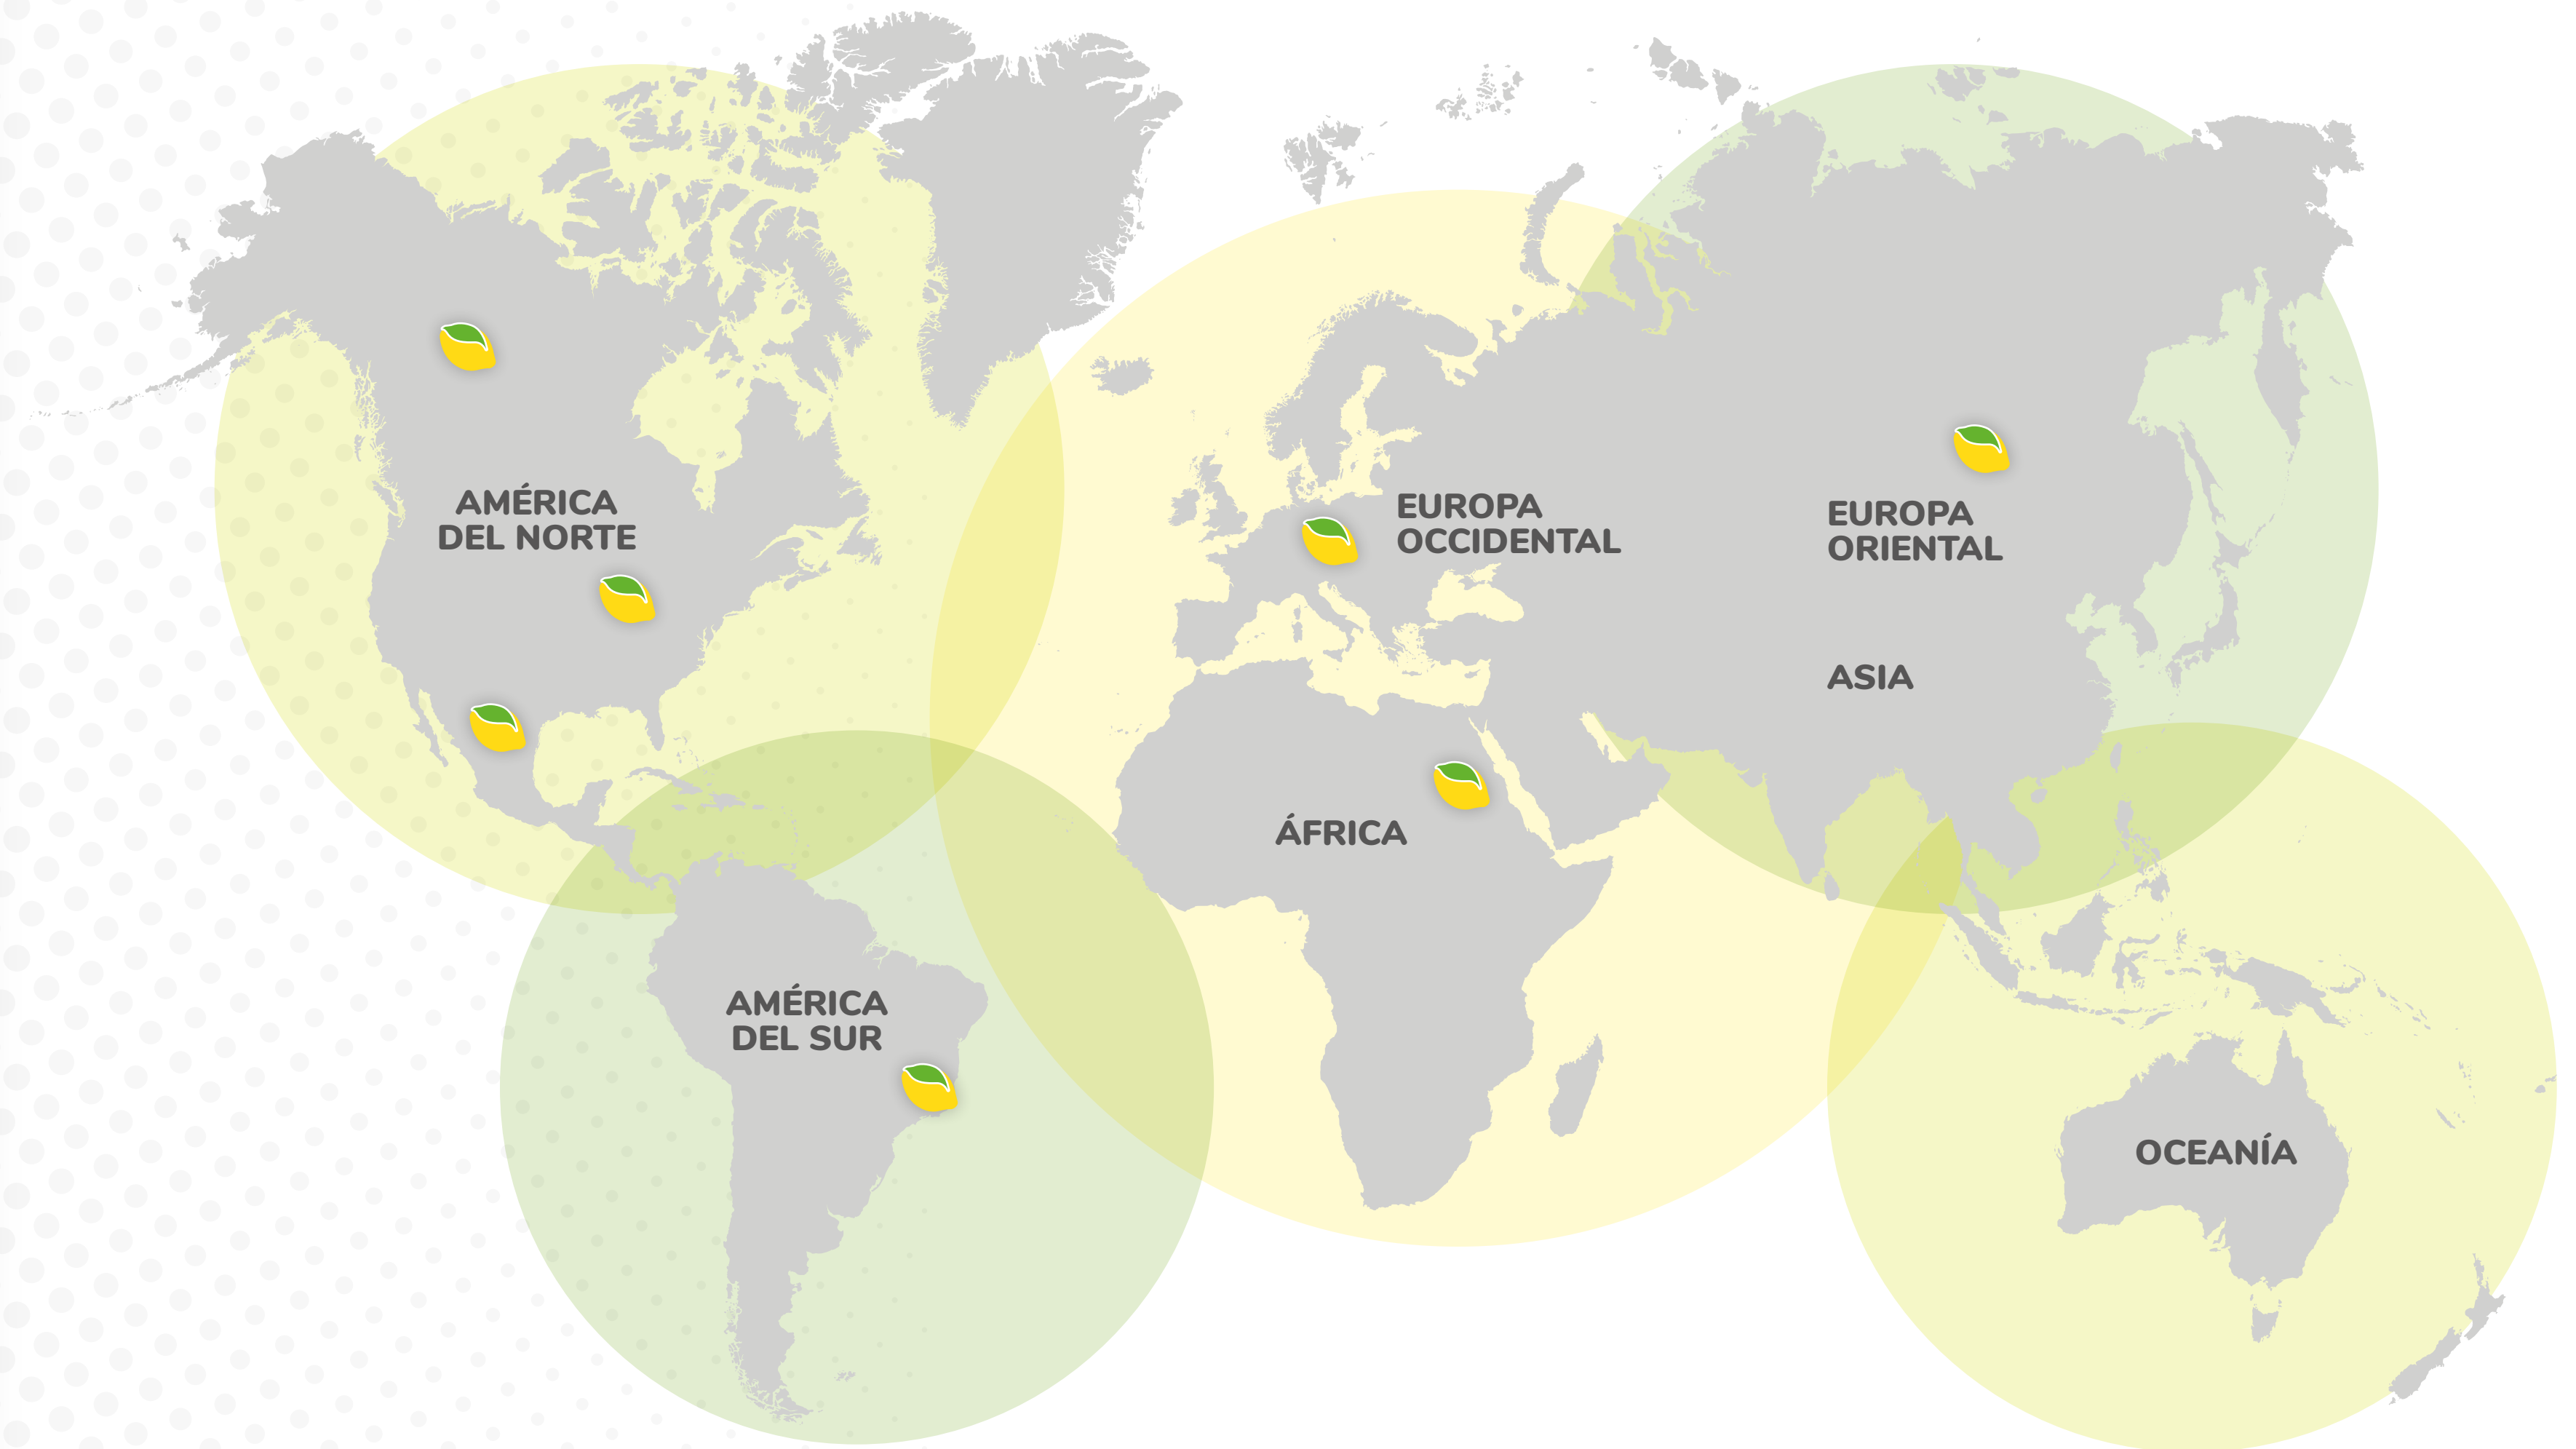 AMÉRICA
DEL NORTE
EUROPA
OCCIDENTAL
EUROPA
ORIENTAL
ASIA
ÁFRICA
AMÉRICA
DEL SUR
OCEANÍA